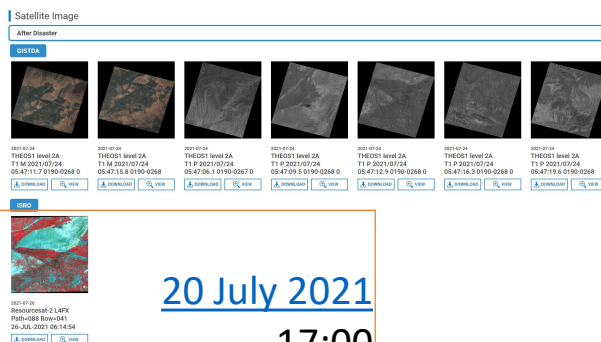 Satellite Image
After Disaster
GISTDA
2021-07-24
THEOS1 level 2A
T1 M 2021/07/24
05:47:11.7 0190-0268 0
DOWNLOAD VIEW
2021-07-24
THEOS1 level 2A
T1 M 2021/07/24
05:47:15.8 0190-0268 0
DOWNLOAD VIEW
2021-07-24
THEOS1 level 2A
T1 P 2021/07/24
05:47:06.1 0190-0267 0
DOWNLOAD VIEW
2021-07-24
THEOS1 level 2A
T1 P 2021/07/24
05:47:09.5 0190-0268 0
DOWNLOAD VIEW
2021-07-24
THEOS1 level 2A
T1 P 2021/07/24
05:47:12.9 0190-0268 0
DOWNLOAD VIEW
2021-07-24
THEOS1 level 2A
T1 P 2021/07/24
05:47:16.3 0190-0268 0
DOWNLOAD VIEW
2021-07-24
THEOS1 level 2A
T1 P 2021/07/24
05:47:19.6 0190-0268 0
DOWNLOAD VIEW
ISRO
2021-07-26
Resourcesat-2 L4FX
Path=088 Row=041
26-JUL-2021 06:14:54
DOWNLOAD VIEW
20 July 2021
17:00